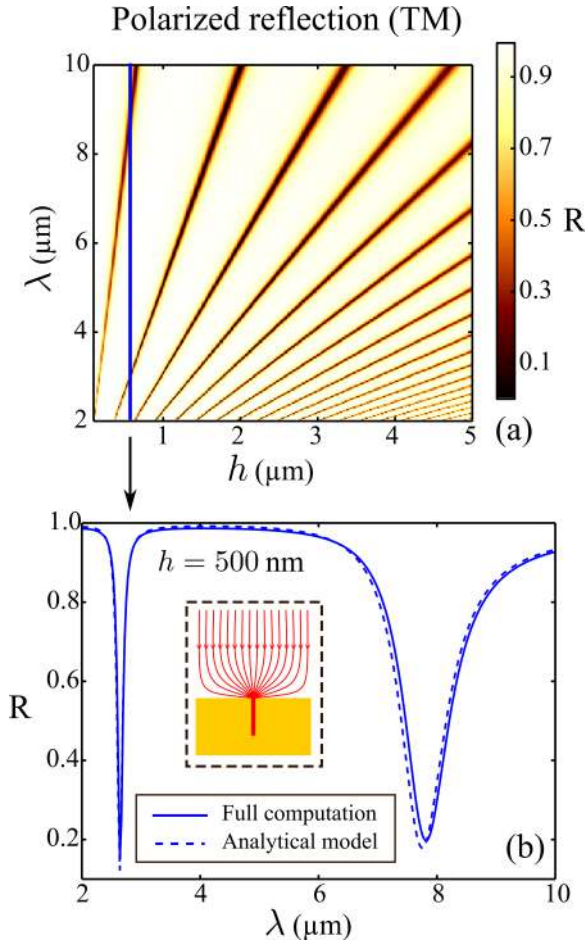 Polarized reflection (TM)
10
8
6
4
2
λ (μm)
1
2
3
4
5
h (μm)
0.9
0.7
0.5
0.3
0.1
R
(a)
1.0
0.8
0.6
0.4
0.2
R
h = 500 nm
Full computation
Analytical model
(b)
2
4
6
8
10
λ (μm)